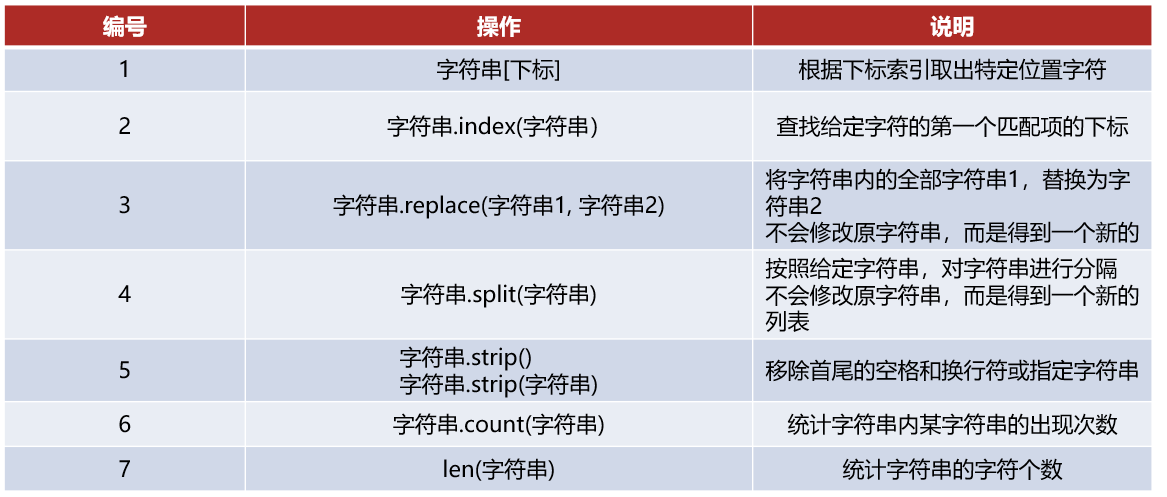 编号 操作 说明
1 字符串[下标] 根据下标索引取出特定位置字符
2 字符串.index(字符串) 查找给定字符的第一个匹配项的下标
3 字符串.replace(字符串1, 字符串2) 将字符串内的全部字符串1，替换为字
符串2
不会修改原字符串，而是得到一个新的
4 字符串.split(字符串) 按照给定字符串，对字符串进行分隔
不会修改原字符串，而是得到一个新的
列表
5 字符串.strip()
字符串.strip(字符串) 移除首尾的空格和换行符或指定字符串
6 字符串.count(字符串) 统计字符串内某字符串的出现次数
7 len(字符串) 统计字符串的字符个数